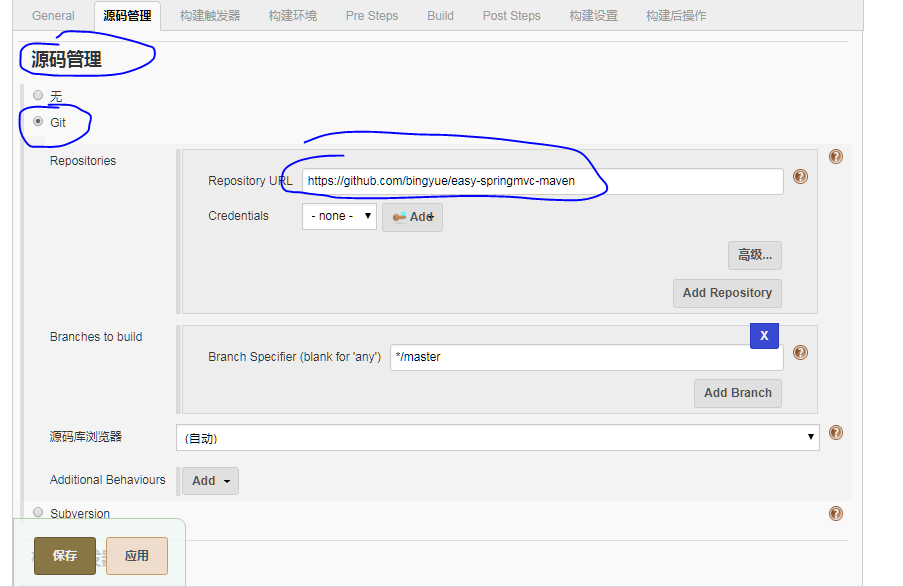 General 源码管理 构建触发器 构建环境 Pre Steps Build Post Steps 构建设置 构建后操作
源码管理
无
Git
Repositories
Repository URL https://github.com/bingyue/easy-springmvc-maven
Credentials - none - Add
高级...
Add Repository
Branches to build
X
Branch Specifier (blank for 'any') */master
Add Branch
源码库浏览器 (自动)
Additional Behaviours Add
Subversion
保存 应用